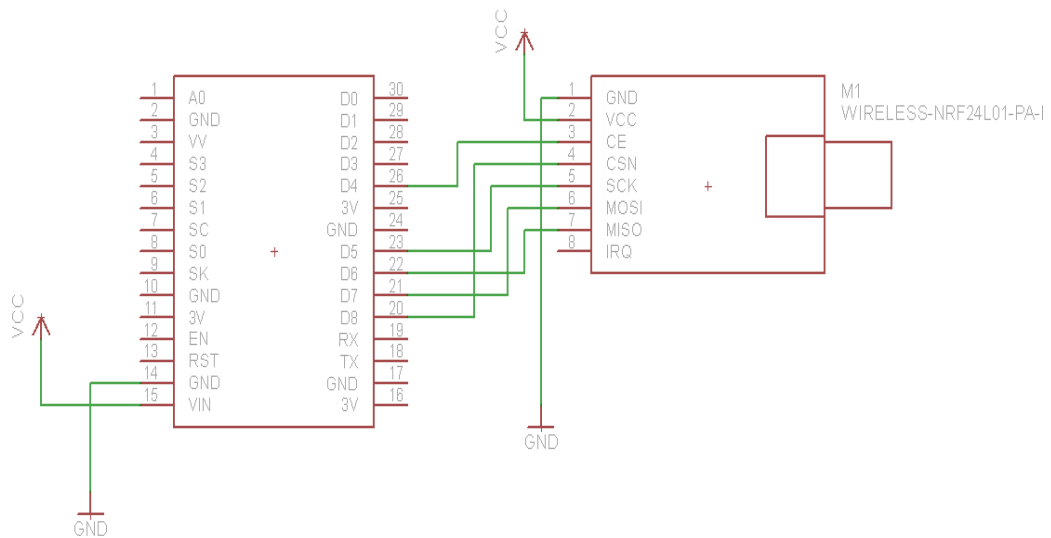 VCC
1 A0 D0 30
2 GND D1 29
3 VV D2 28
4 S3 D3 27
5 S2 D4 26
6 S1 3V 25
7 SC GND 24
8 S0 D5 23
9 SK D6 22
10 GND D7 21
11 3V D8 20
12 EN RX 19
13 RST TX 18
14 GND GND 17
15 VIN 3V 16
GND
VCC
1 GND
2 VCC
3 CE
4 CSN
5 SCK
6 MOSI
7 MISO
8 IRQ
GND
M1
WIRELESS-NRF24L01-PA-